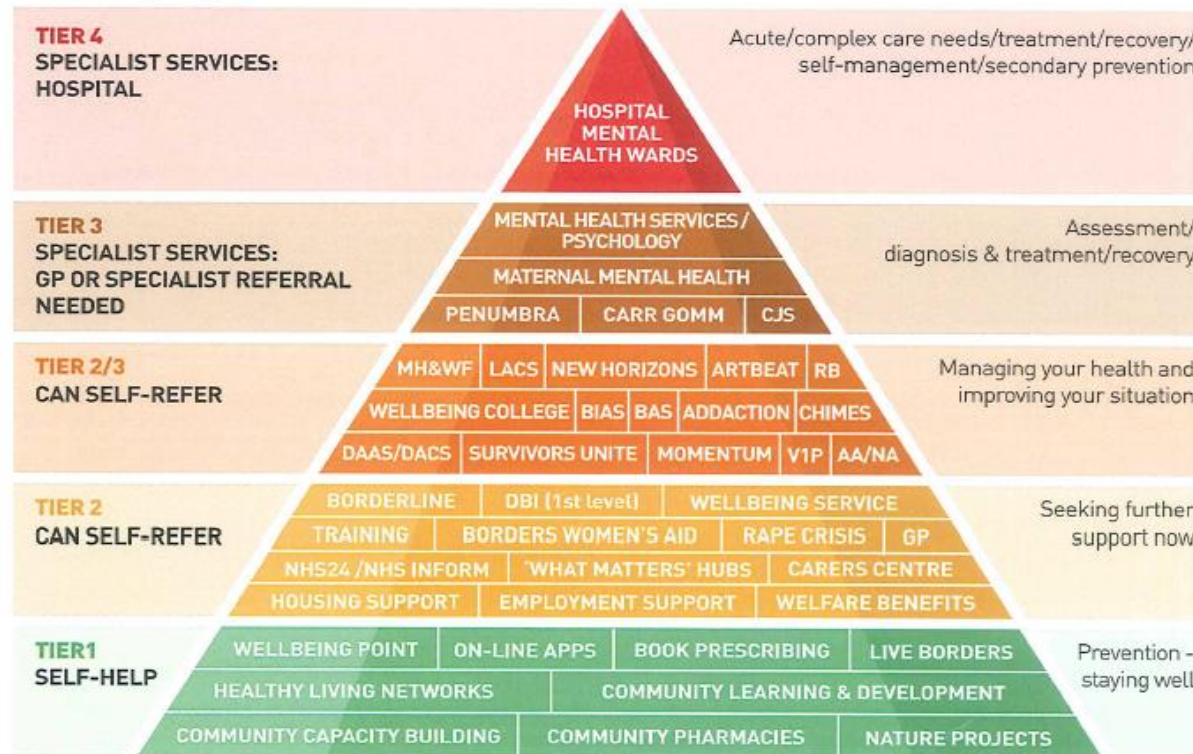 TIER 4
SPECIALIST SERVICES:
HOSPITAL
HOSPITAL
MENTAL
HEALTH WARDS
Acute/complex care needs/treatment/recovery/
self-management/secondary prevention
TIER 3
SPECIALIST SERVICES:
GP OR SPECIALIST REFERRAL
NEEDED
MENTAL HEALTH SERVICES/
PSYCHOLOGY
MATERNAL MENTAL HEALTH
PENUMBRA CARR GOMM CJS
Assessment/
diagnosis & treatment/recovery
TIER 2/3
CAN SELF-REFER
MH&WF LACS NEW HORIZONS ARTBEAT RB
WELLBEING COLLEGE BIAS BAS ADDACTION CHIMES
DAAS/DACS SURVIVORS UNITE MOMENTUM V1P AA/NA
Managing your health and
improving your situation
TIER 2
CAN SELF-REFER
BORDERLINE DBI (1st level) WELLBEING SERVICE
TRAINING BORDERS WOMEN'S AID RAPE CRISIS GP
NHS24 /NHS INFORM 'WHAT MATTERS' HUBS CARERS CENTRE
HOUSING SUPPORT EMPLOYMENT SUPPORT WELFARE BENEFITS
Seeking further
support now
TIER1
SELF-HELP
WELLBEING POINT ON-LINE APPS BOOK PRESCRIBING LIVE BORDERS
HEALTHY LIVING NETWORKS COMMUNITY LEARNING & DEVELOPMENT
COMMUNITY CAPACITY BUILDING COMMUNITY PHARMACIES NATURE PROJECTS
Prevention -
staying well